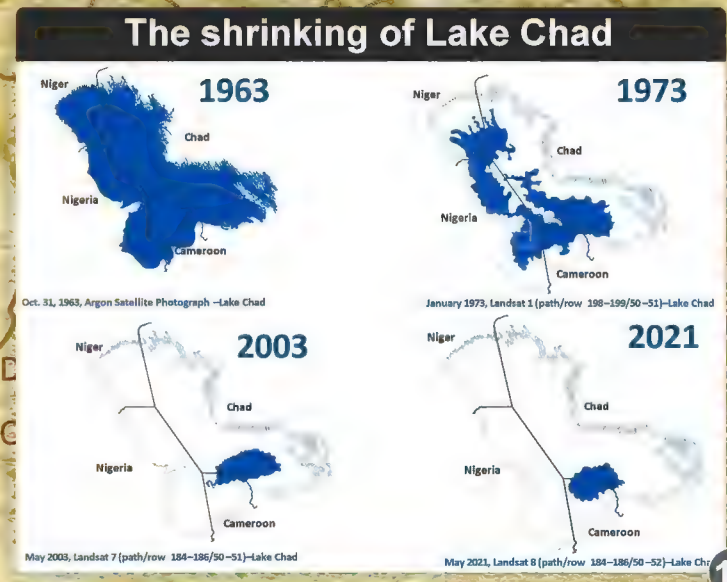 The shrinking of Lake Chad
1963
Niger
Chad
Nigeria
Cameroon
Oct. 31, 1963, Argon Satellite Photograph –Lake Chad
1973
Niger
Chad
Nigeria
Cameroon
January 1973, Landsat 1 (path/row 198–199/50–51)–Lake Chad
2003
Niger
Chad
Nigeria
Cameroon
May 2003, Landsat 7 (path/row 184–186/50–51)–Lake Chad
2021
Niger
Chad
Nigeria
Cameroon
May 2021, Landsat 8 (path/row 184–186/50–52)–Lake